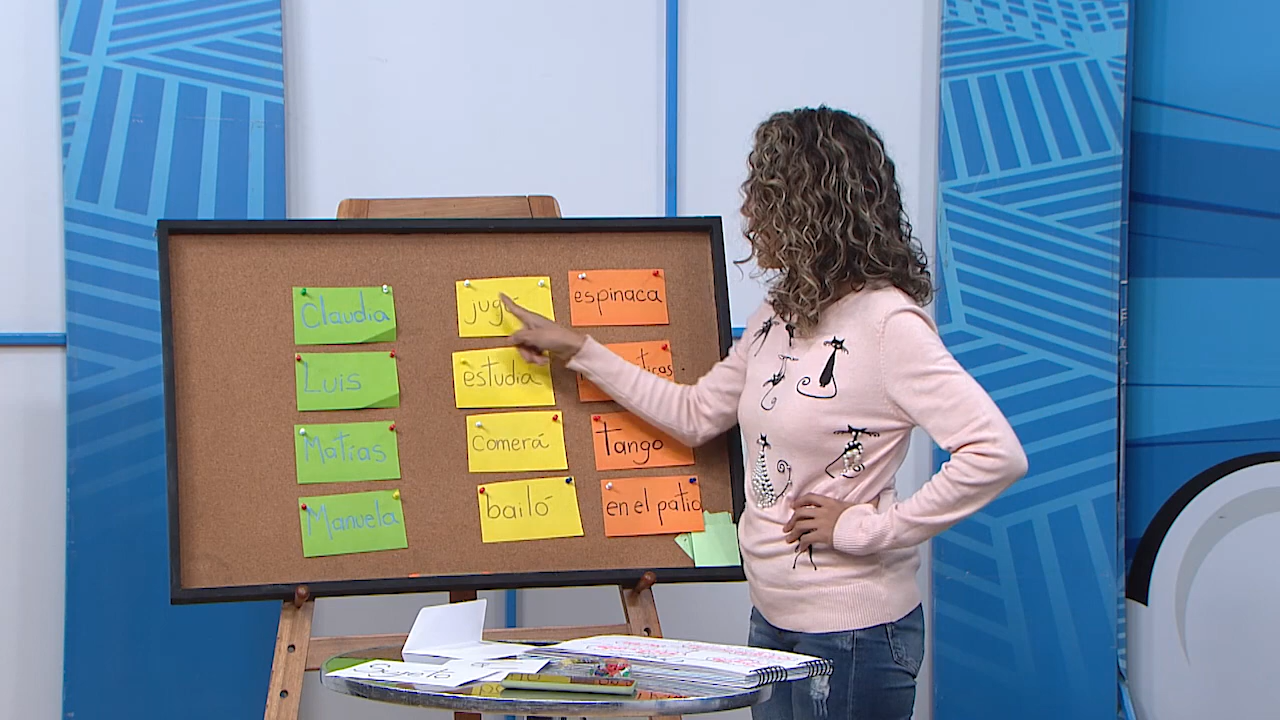 Claudia
Luis
Matías
Manuela
estudia
comerá
bailó
espinaca
Tango
en el patio